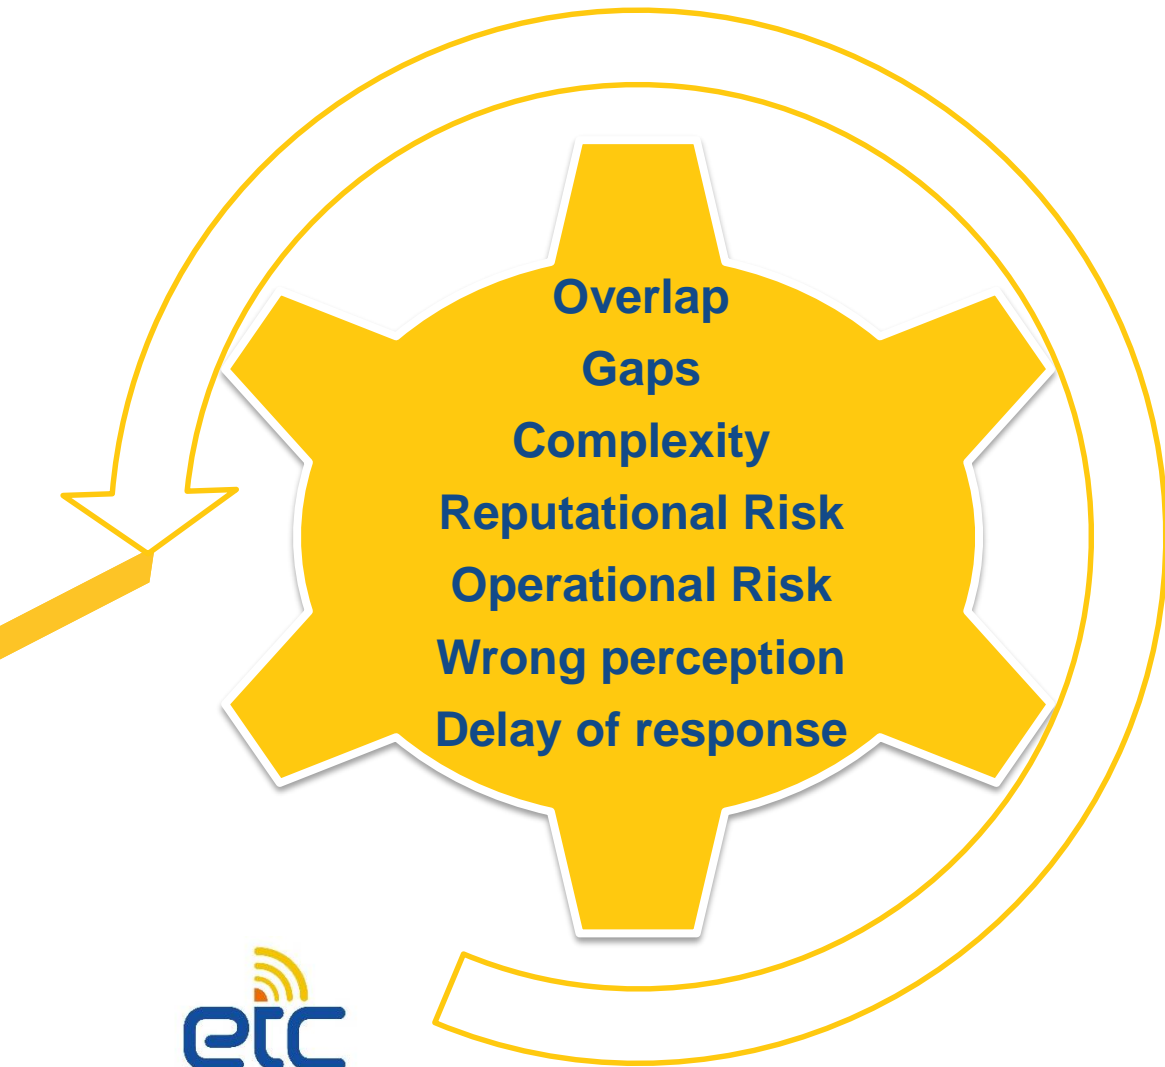 Overlap
Gaps
Complexity
Reputational Risk
Operational Risk
Wrong perception
Delay of response
etc